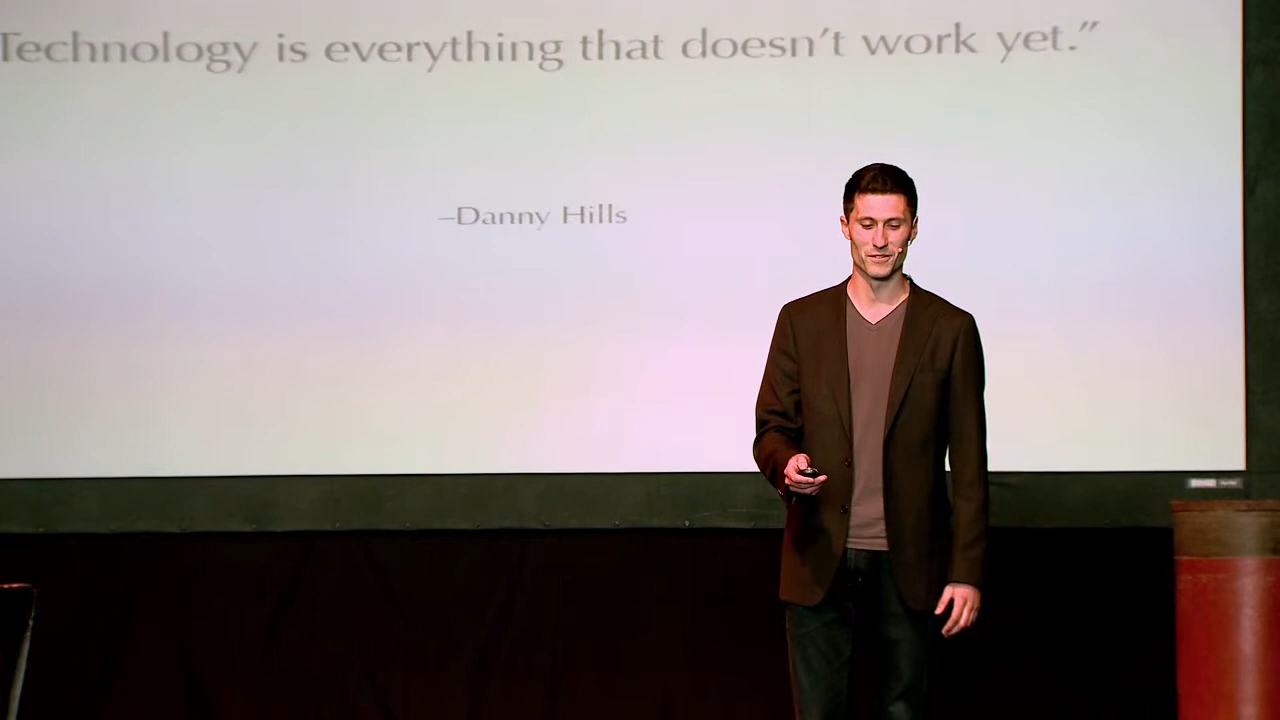 Technology is everything that doesn’t work yet.”
–Danny Hills